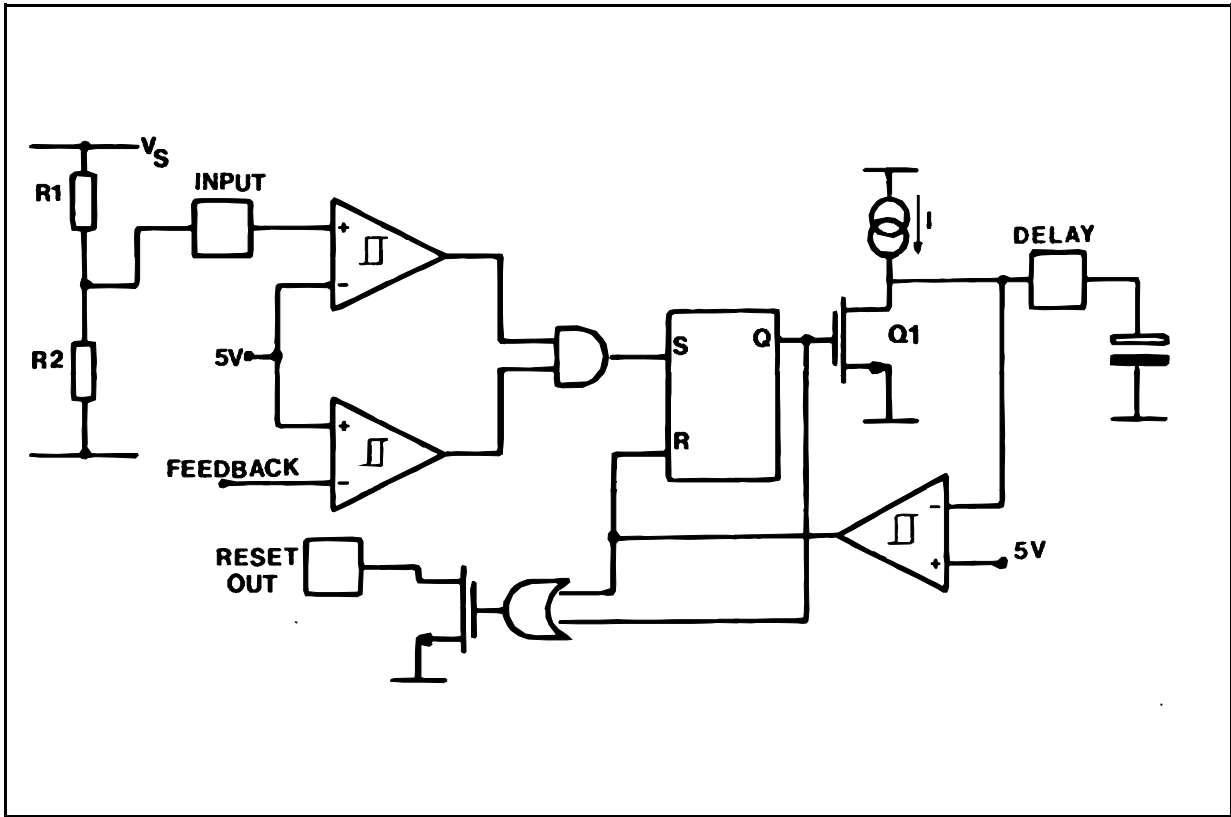 VS
R1
INPUT
+
-
I
DELAY
R2
5V
S
Q
Q1
R
+
-
FEEDBACK
-
+
5V
RESET
OUT